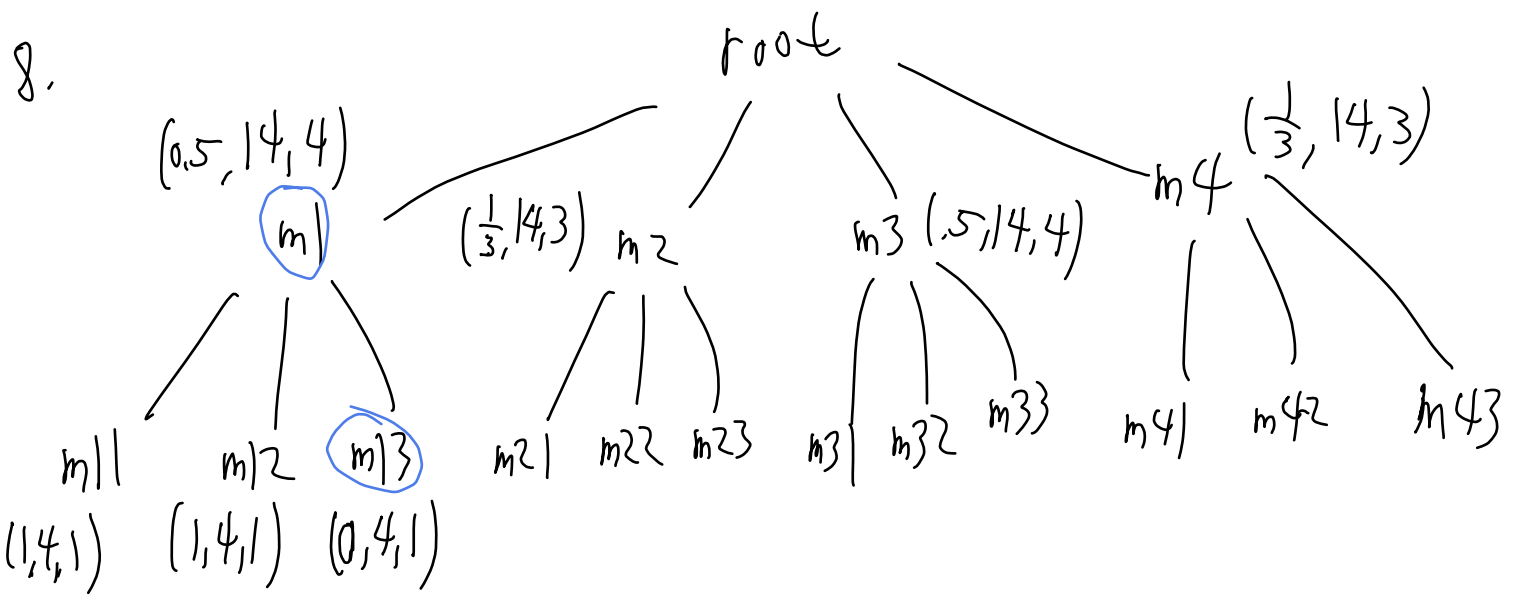 8.
root
(0.5, 14, 4)
(1/3, 14, 3)
m1
(1/3, 14, 3)
m2
m3 (.5, 14, 4)
m4
m11
m12
m13
m21
m22
m23
m31
m32
m33
m41
m42
m43
(1, 4, 1)
(1, 4, 1)
(0, 4, 1)